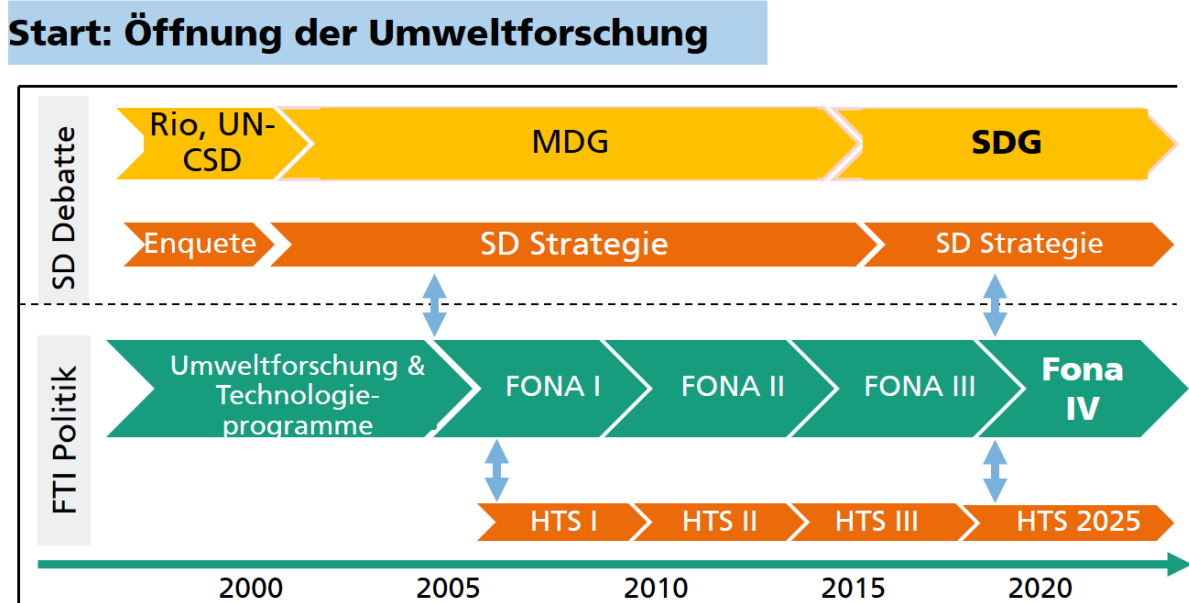 Start: Öffnung der Umweltforschung
SD Debatte
Rio, UN-
CSD
MDG
SDG
Enquete
SD Strategie
SD Strategie
FTI Politik
Umweltforschung &
Technologie-
programme
FONA I
FONA II
FONA III
Fona
IV
HTS I
HTS II
HTS III
HTS 2025
2000
2005
2010
2015
2020